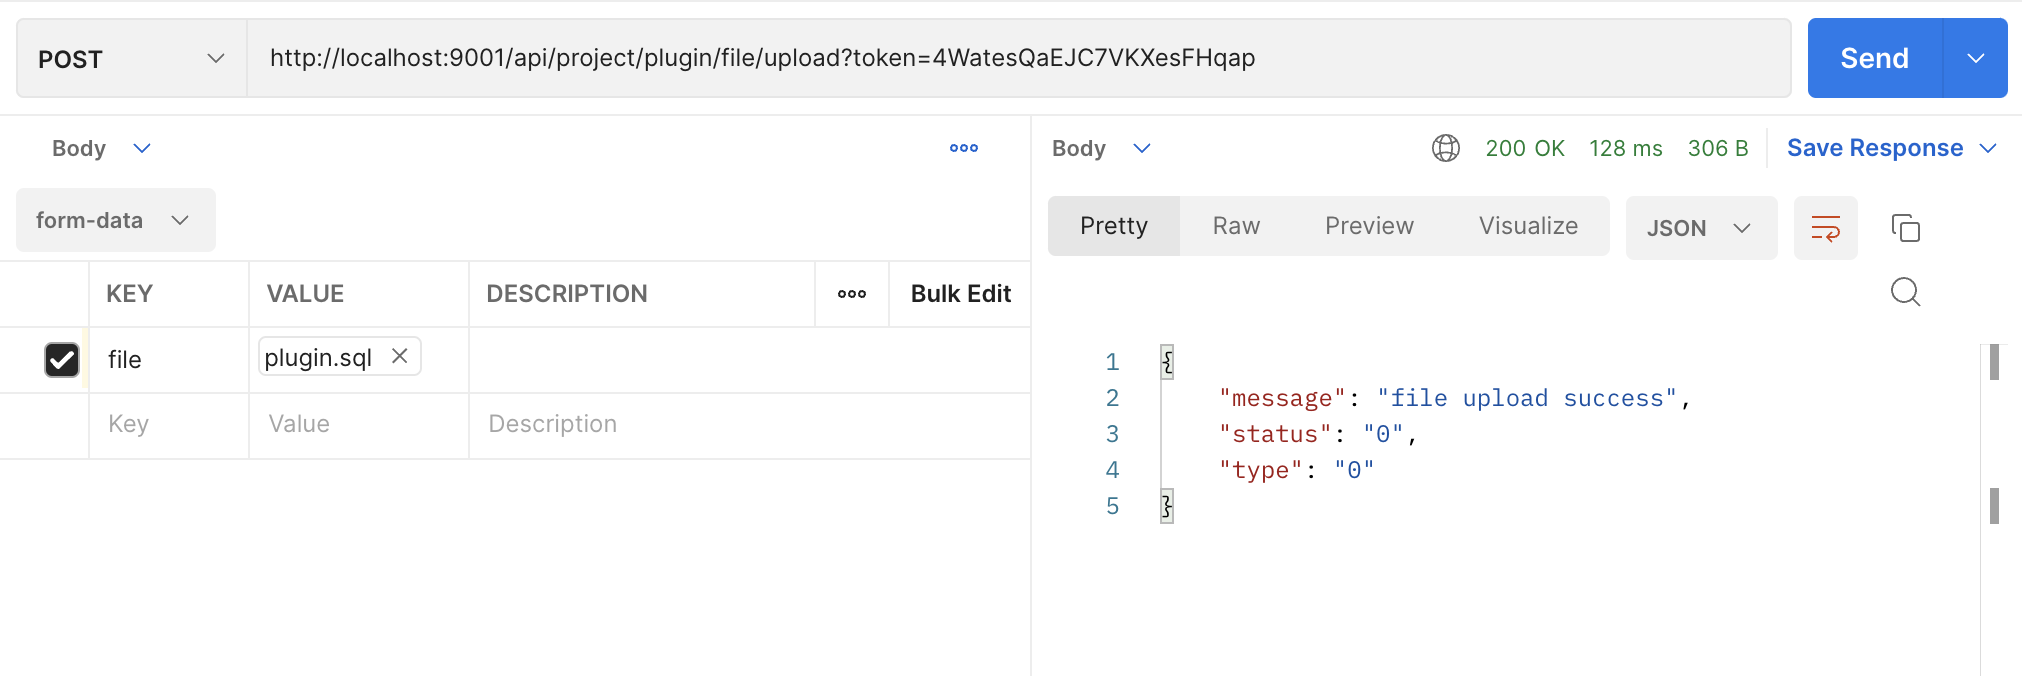 POST http://localhost:9001/api/project/plugin/file/upload?token=4WatesQaEJC7VKXesFHqap Send
Body ooo
form-data
KEY VALUE DESCRIPTION ooo Bulk Edit
file plugin.sql
Key Value Description
Body 200 OK 128 ms 306 B Save Response
Pretty Raw Preview Visualize JSON
1 {
2 "message": "file upload success",
3 "status": "0",
4 "type": "0"
5 }